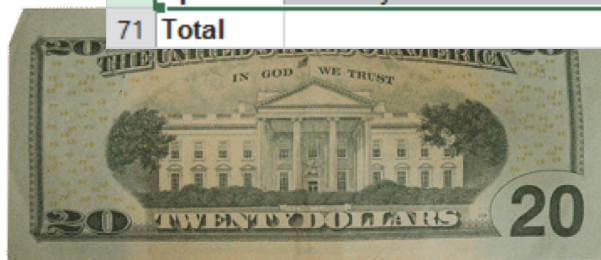 71 Total
THE UNITED STATES OF AMERICA
IN GOD WE TRUST
20 TWENTY DOLLARS 20